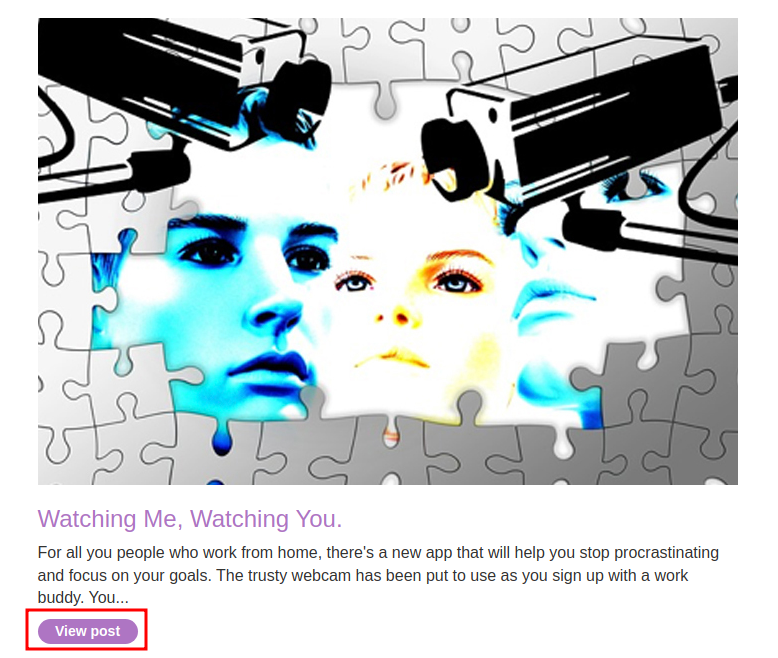 Watching Me, Watching You.
For all you people who work from home, there's a new app that will help you stop procrastinating
and focus on your goals. The trusty webcam has been put to use as you sign up with a work
buddy. You...
View post